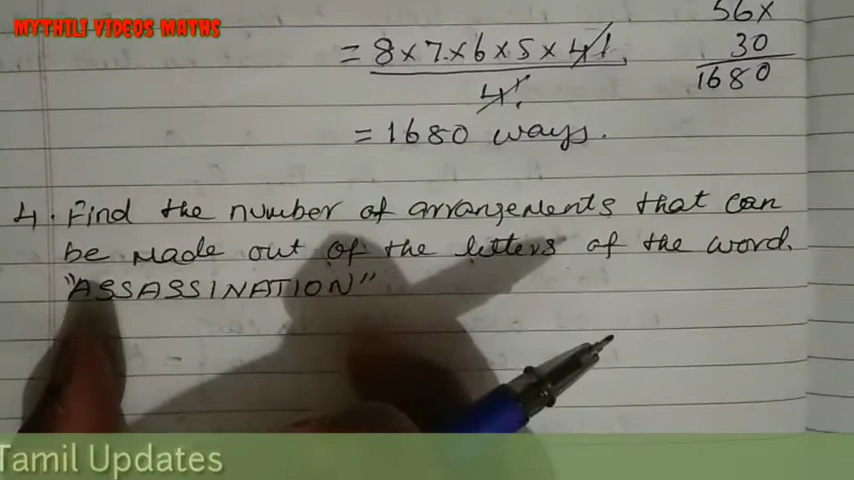 MYTHILI VIDEOS MATHS
56×
= 8×7×6×5×4!
30
4!
1680
= 1680 ways.
4. Find the number of arrangements that can
be made out of the letters of the word.
"ASSASSINATION"
Tamil Updates